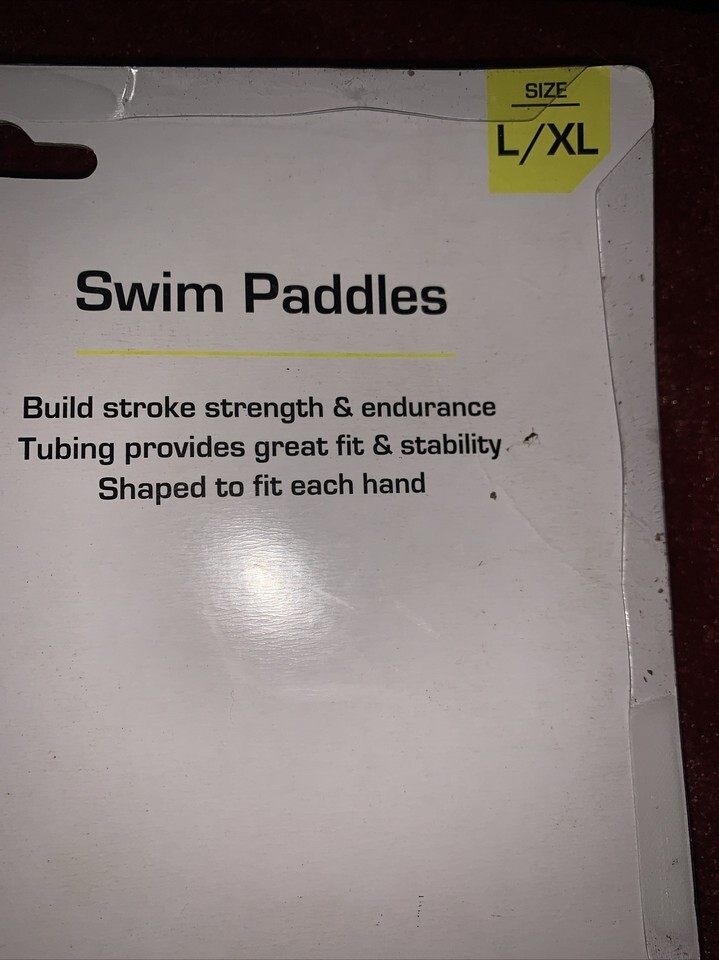 SIZE
L/XL
Swim Paddles
Build stroke strength & endurance
Tubing provides great fit & stability
Shaped to fit each hand